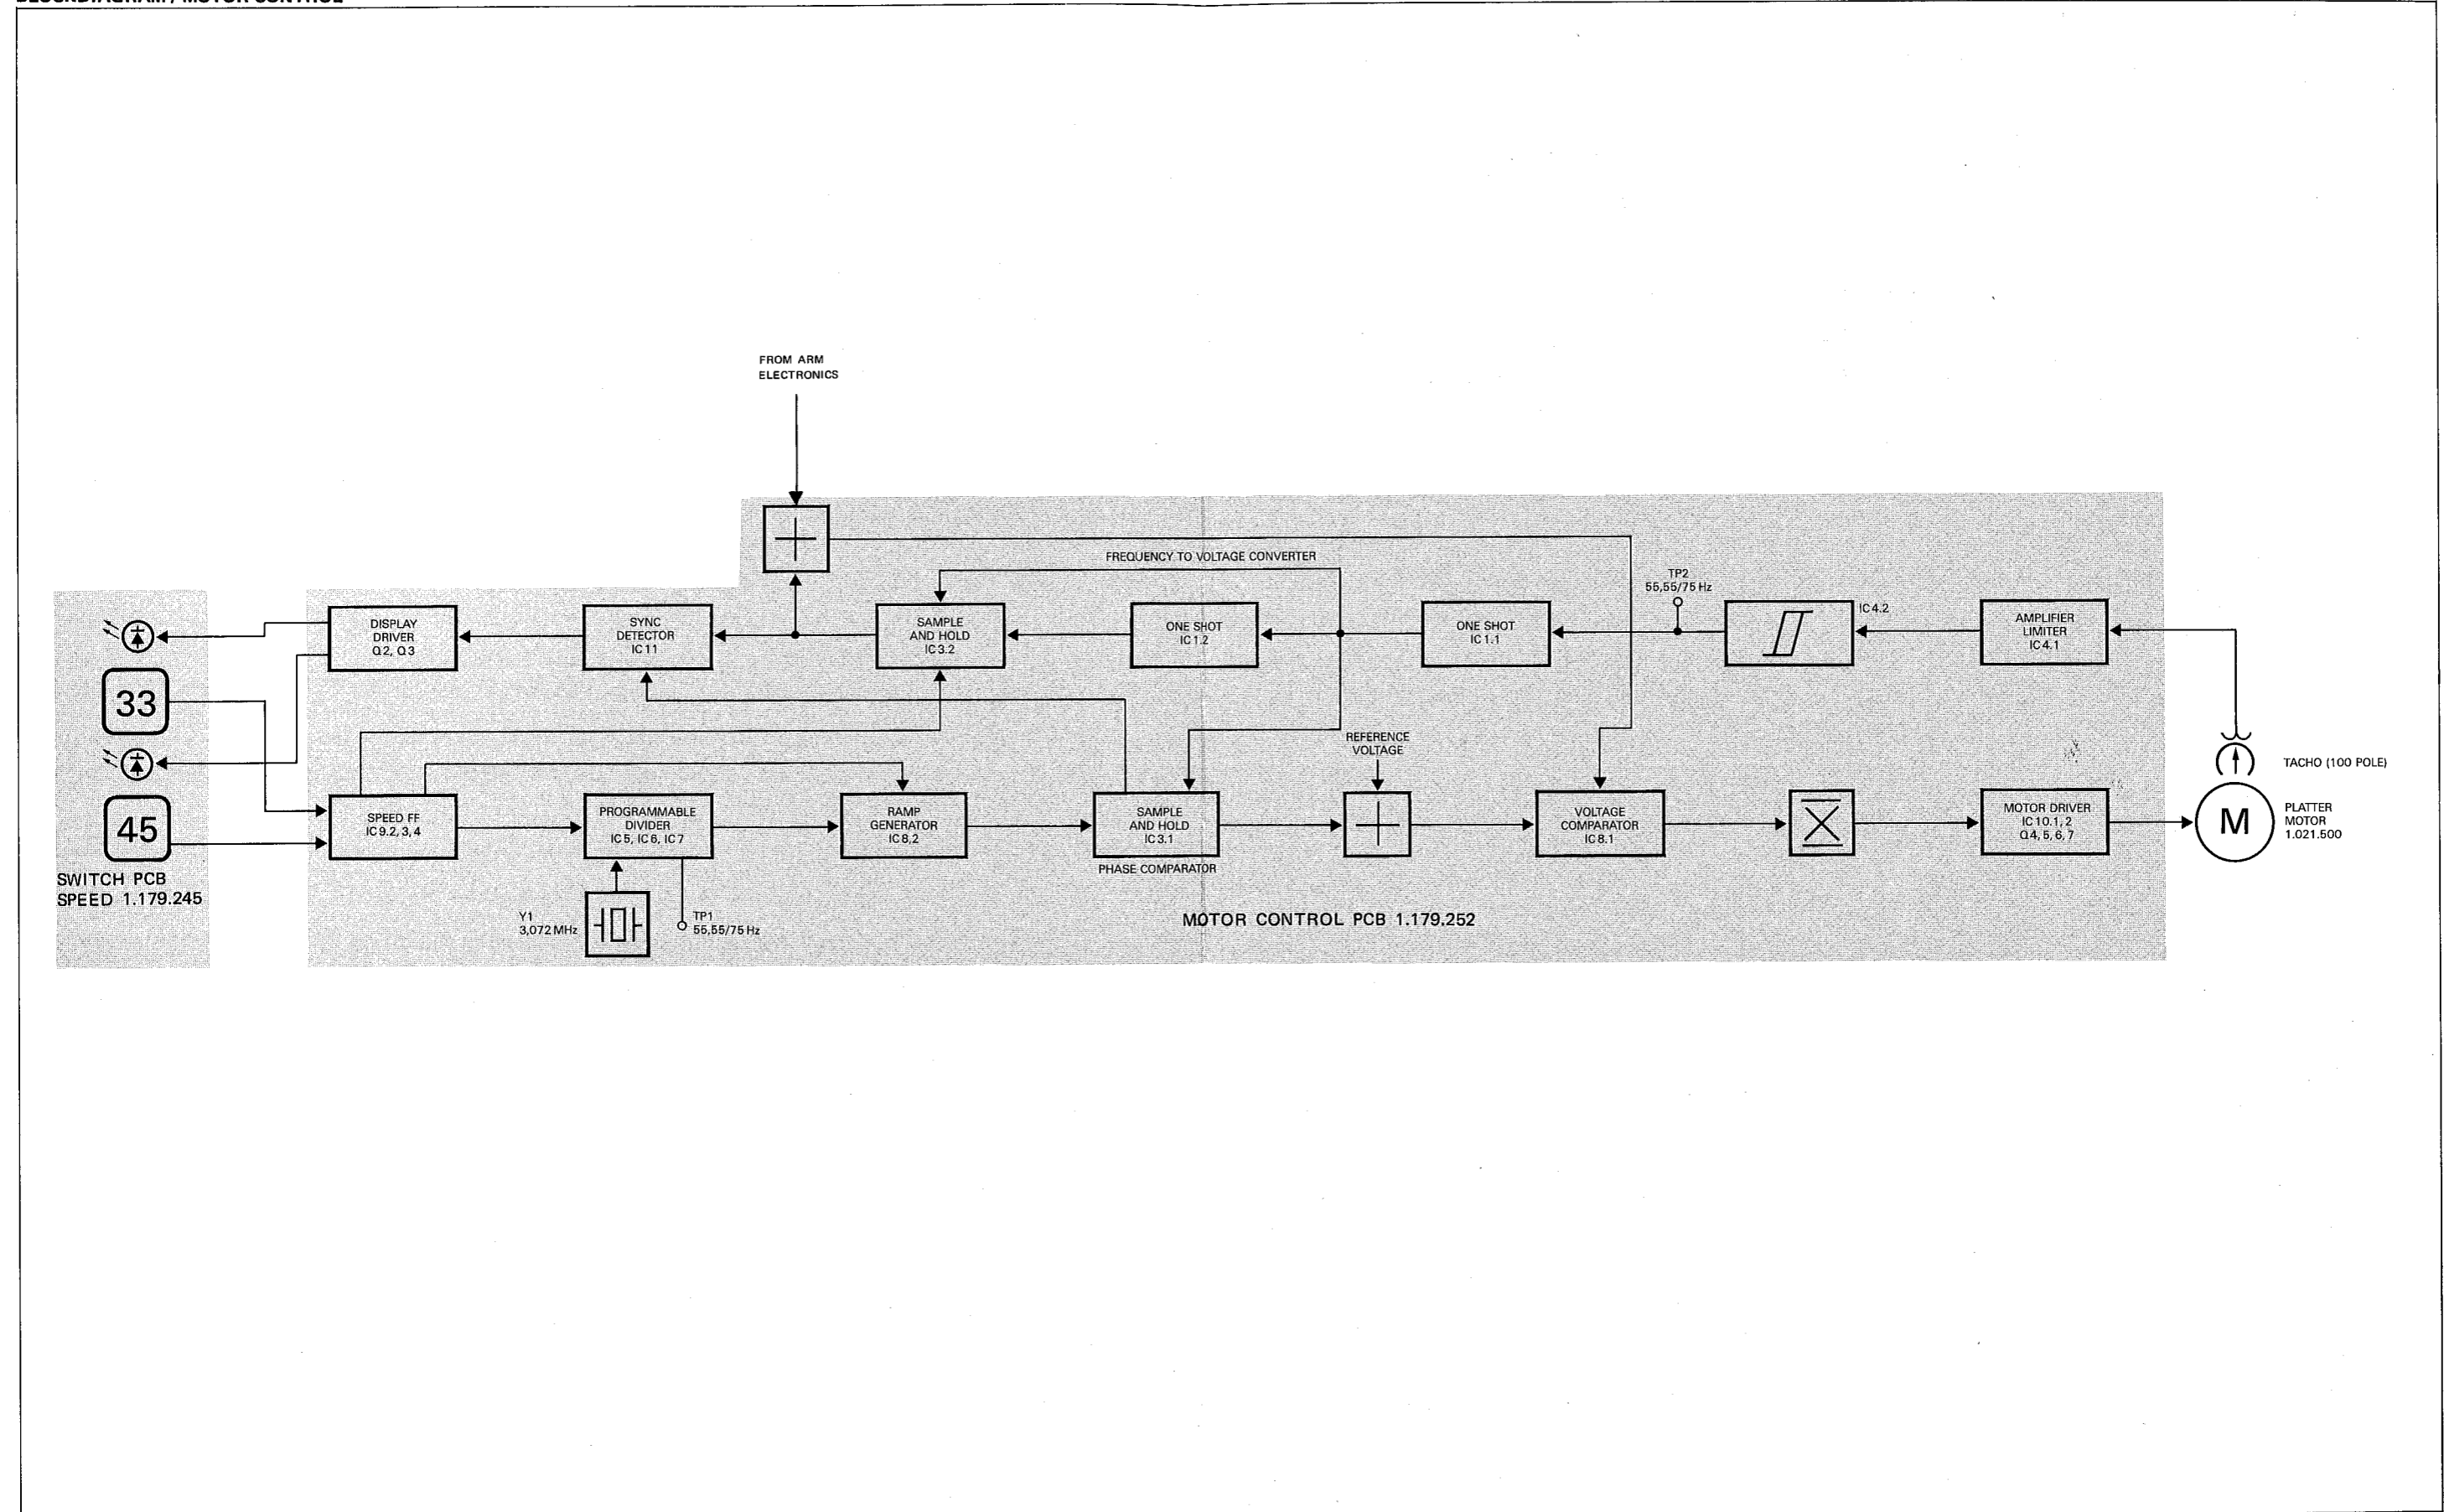 BLOCKDIAGRAM / MOTOR CONTROL
FROM ARM
ELECTRONICS
FREQUENCY TO VOLTAGE CONVERTER
TP2
55,55/75 Hz
DISPLAY
DRIVER
Q 2, Q 3
SYNC
DETECTOR
IC 11
SAMPLE
AND HOLD
IC 3.2
ONE SHOT
IC 1.2
ONE SHOT
IC 1.1
IC 4.2
AMPLIFIER
LIMITER
IC 4.1
33
45
SWITCH PCB
SPEED 1.179.245
SPEED FF
IC 9.2, 3, 4
PROGRAMMABLE
DIVIDER
IC 5, IC 6, IC 7
RAMP
GENERATOR
IC 8.2
SAMPLE
AND HOLD
IC 3.1
PHASE COMPARATOR
REFERENCE
VOLTAGE
VOLTAGE
COMPARATOR
IC 8.1
MOTOR DRIVER
IC 10.1, 2
Q 4, 5, 6, 7
TACHO (100 POLE)
M
PLATTER
MOTOR
1.021.500
Y1
3,072 MHz
TP1
55,55/75 Hz
MOTOR CONTROL PCB 1.179.252